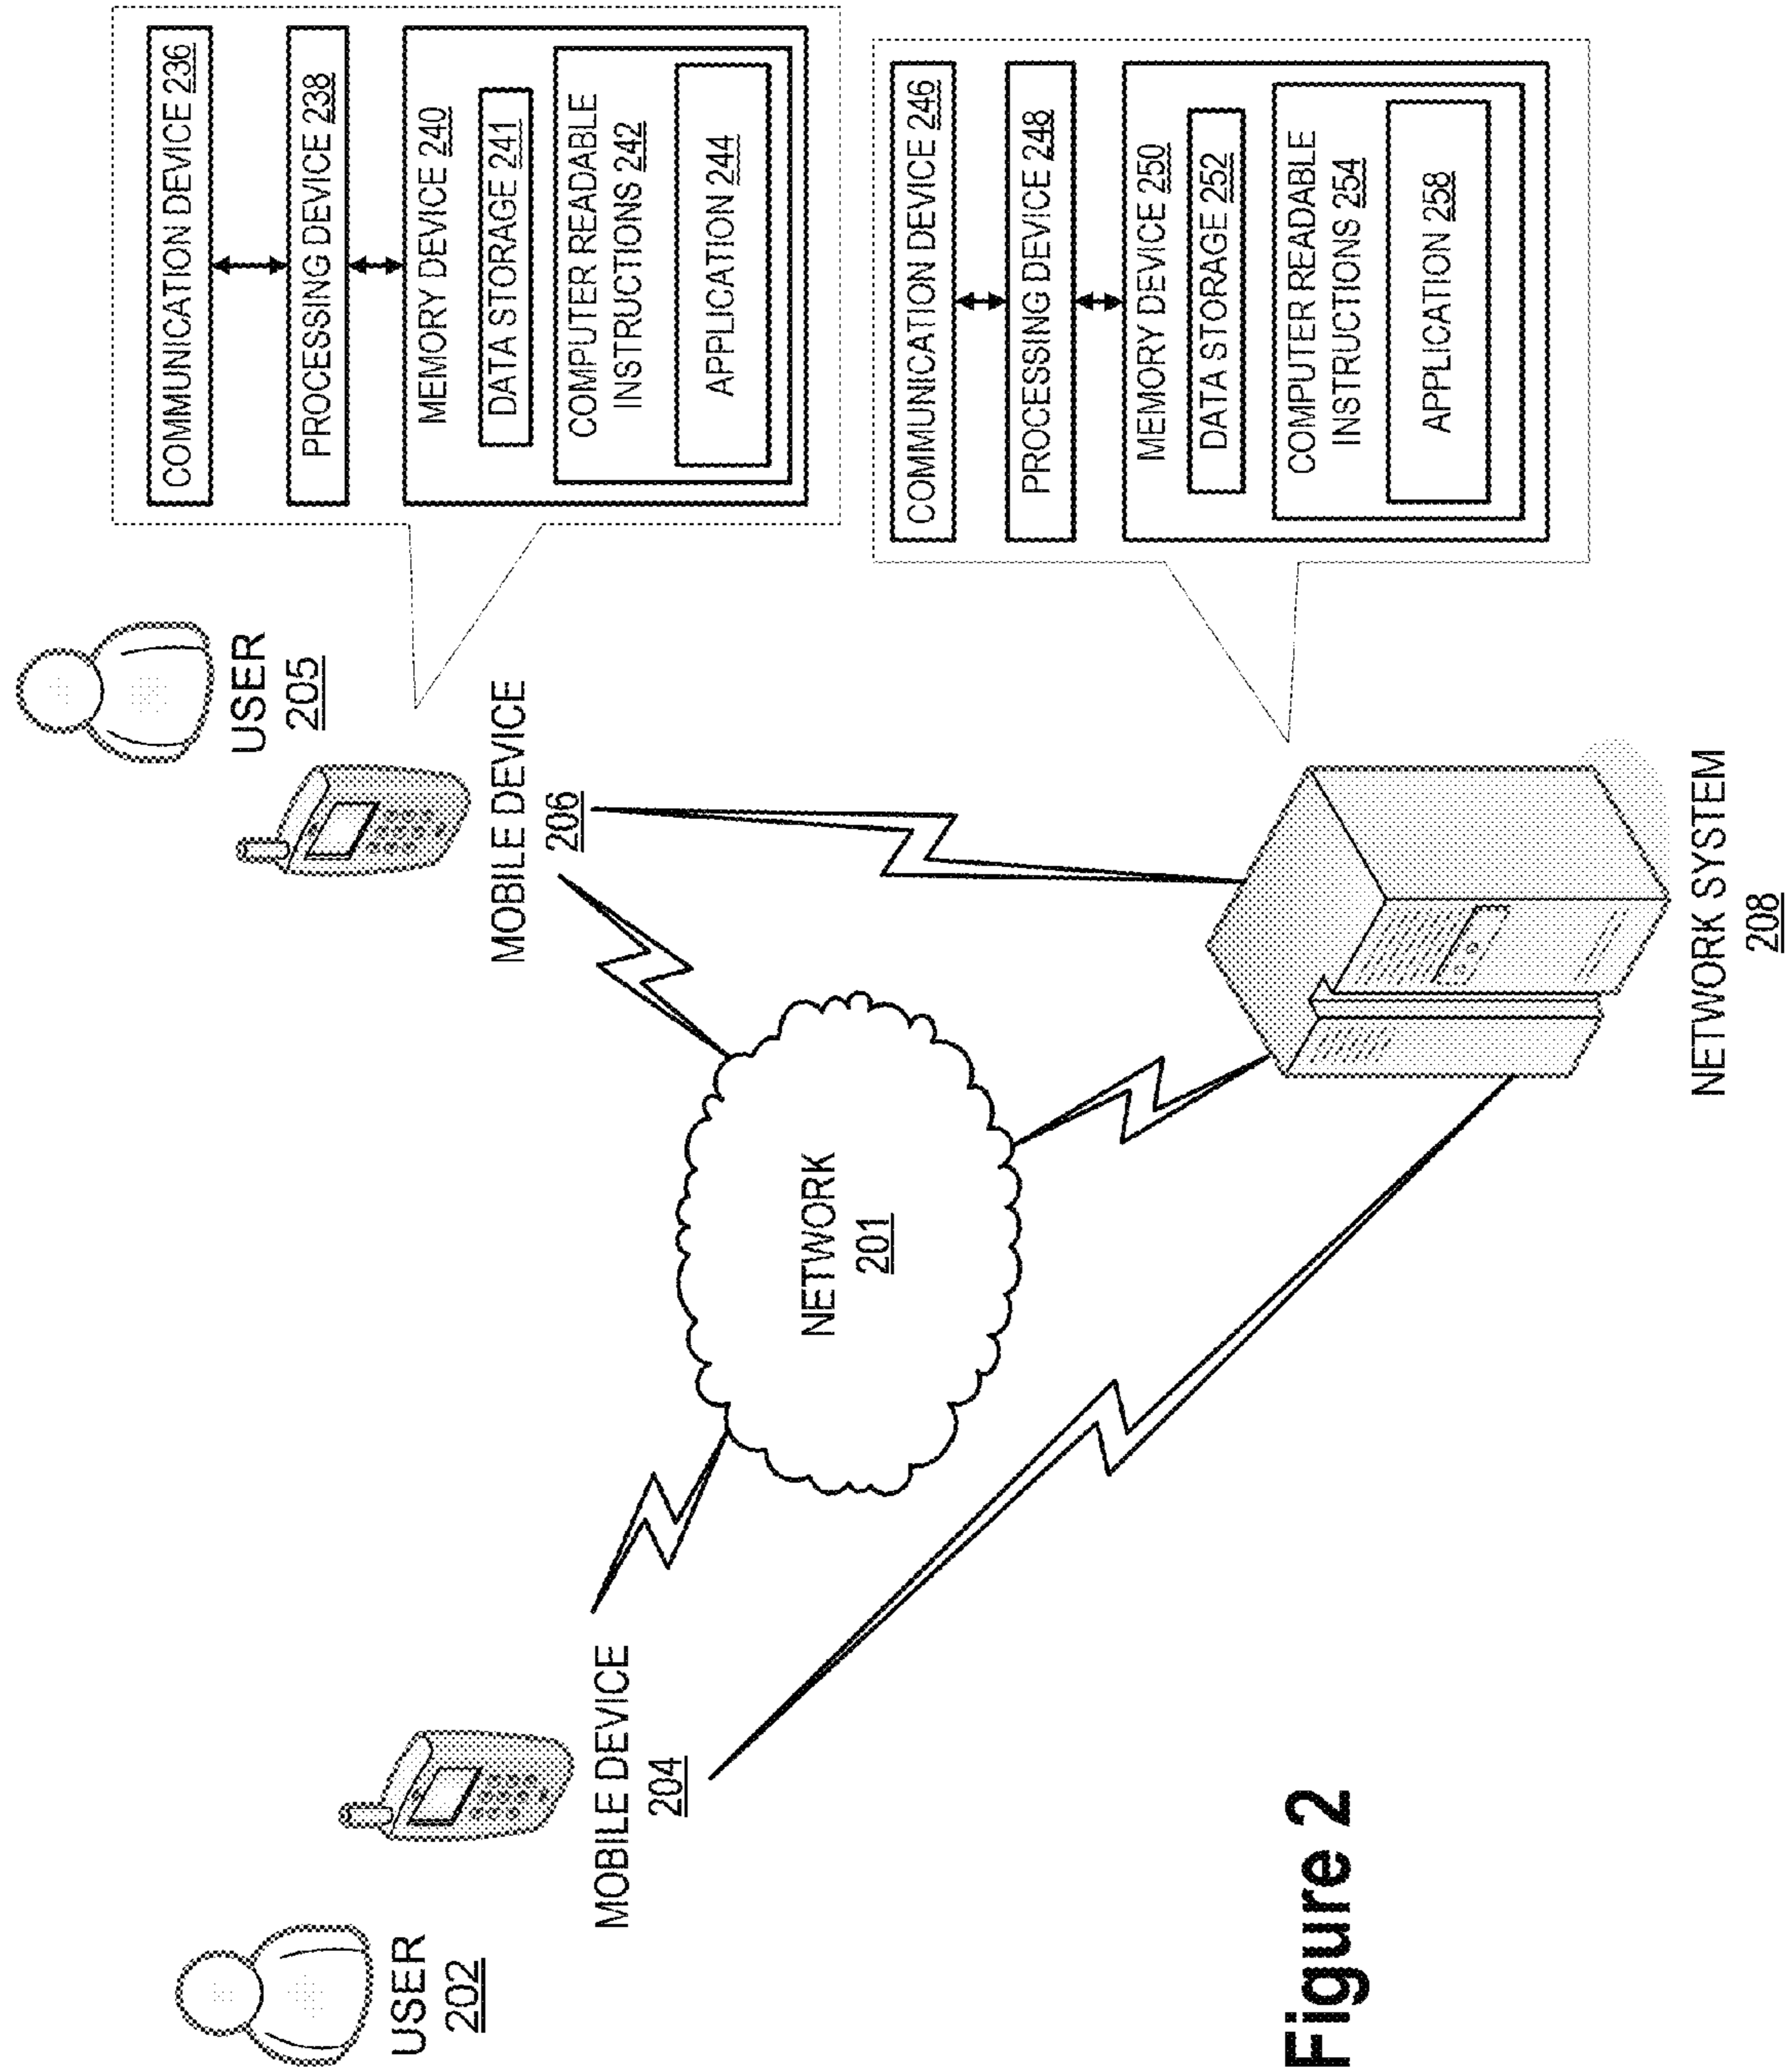 USER
202
MOBILE DEVICE
204
USER
205
MOBILE DEVICE
206
NETWORK
201
NETWORK SYSTEM
208
COMMUNICATION DEVICE 236
PROCESSING DEVICE 238
MEMORY DEVICE 240
DATA STORAGE 241
COMPUTER READABLE
INSTRUCTIONS 242
APPLICATION 244
COMMUNICATION DEVICE 246
PROCESSING DEVICE 248
MEMORY DEVICE 250
DATA STORAGE 252
COMPUTER READABLE
INSTRUCTIONS 254
APPLICATION 258
Figure 2